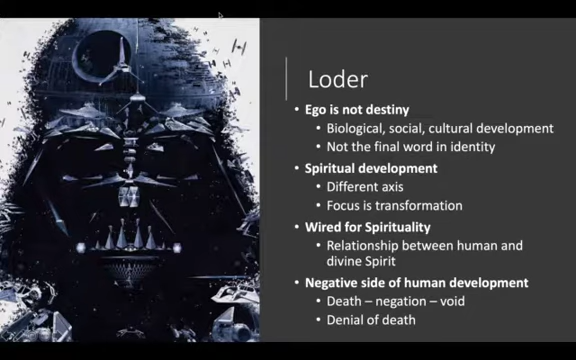 Loder
• Ego is not destiny
• Biological, social, cultural development
• Not the final word in identity
• Spiritual development
• Different axis
• Focus is transformation
• Wired for Spirituality
• Relationship between human and
divine Spirit
• Negative side of human development
• Death – negation – void
• Denial of death